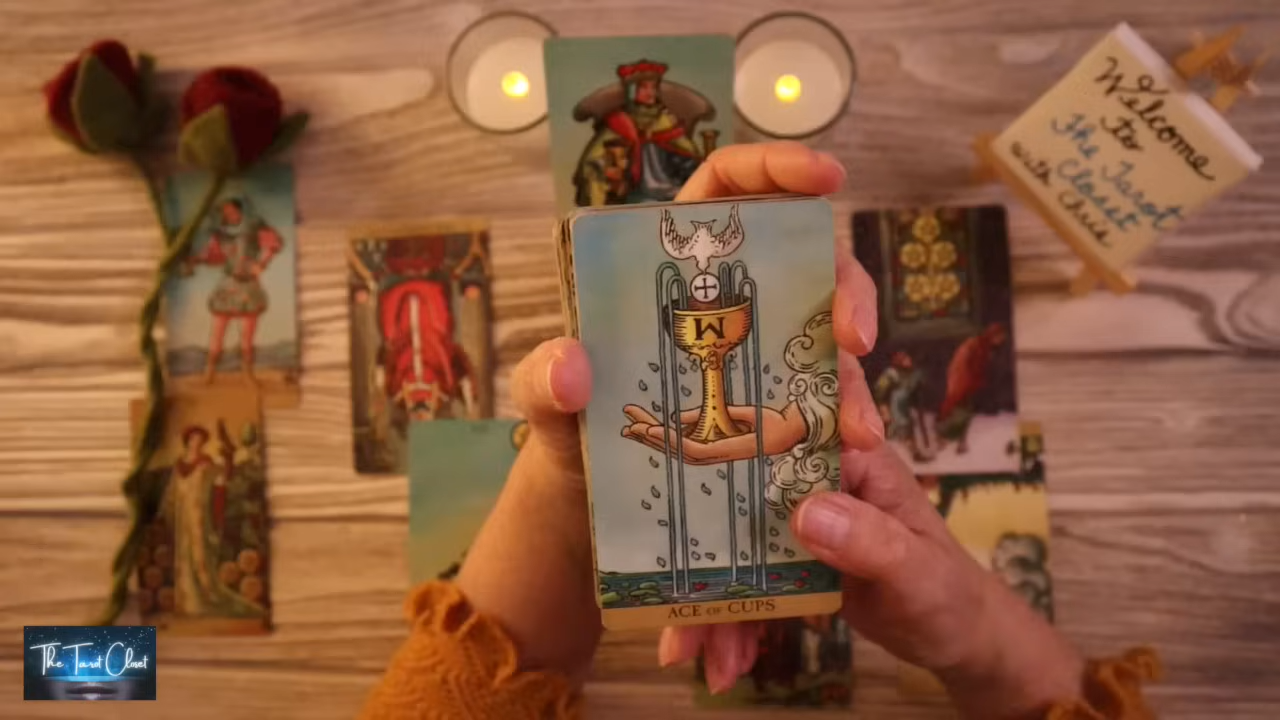 Welcome
to
The Tarot
Closet
with Chris
W
ACE OF CUPS
The Tarot Closet